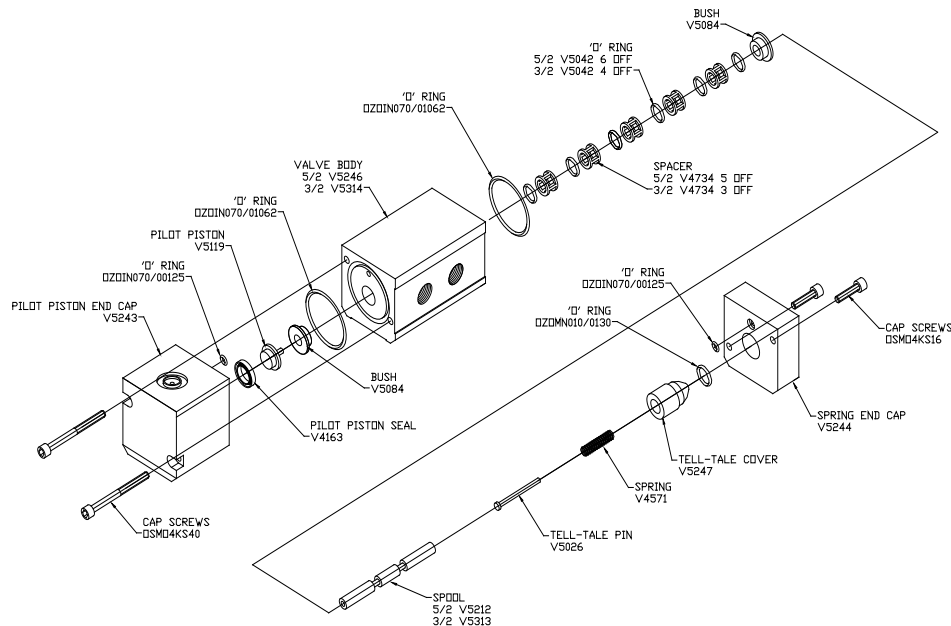 BUSH
V5084
'O' RING
5/2 V5042 6 OFF
3/2 V5042 4 OFF
'O' RING
OZOIN070/01062
SPACER
5/2 V4734 5 OFF
3/2 V4734 3 OFF
VALVE BODY
5/2 V5246
3/2 V5314
'O' RING
OZOIN070/01062
PILOT PISTON
V5119
'O' RING
OZOIN070/00125
PILOT PISTON END CAP
V5243
BUSH
V5084
PILOT PISTON SEAL
V4163
CAP SCREWS
OSMO4KS40
'O' RING
OZOIN070/00125
'O' RING
OZOMN010/0130
CAP SCREWS
OSMO4KS16
SPRING END CAP
V5244
TELL-TALE COVER
V5247
SPRING
V4571
TELL-TALE PIN
V5026
SPOOL
5/2 V5212
3/2 V5313